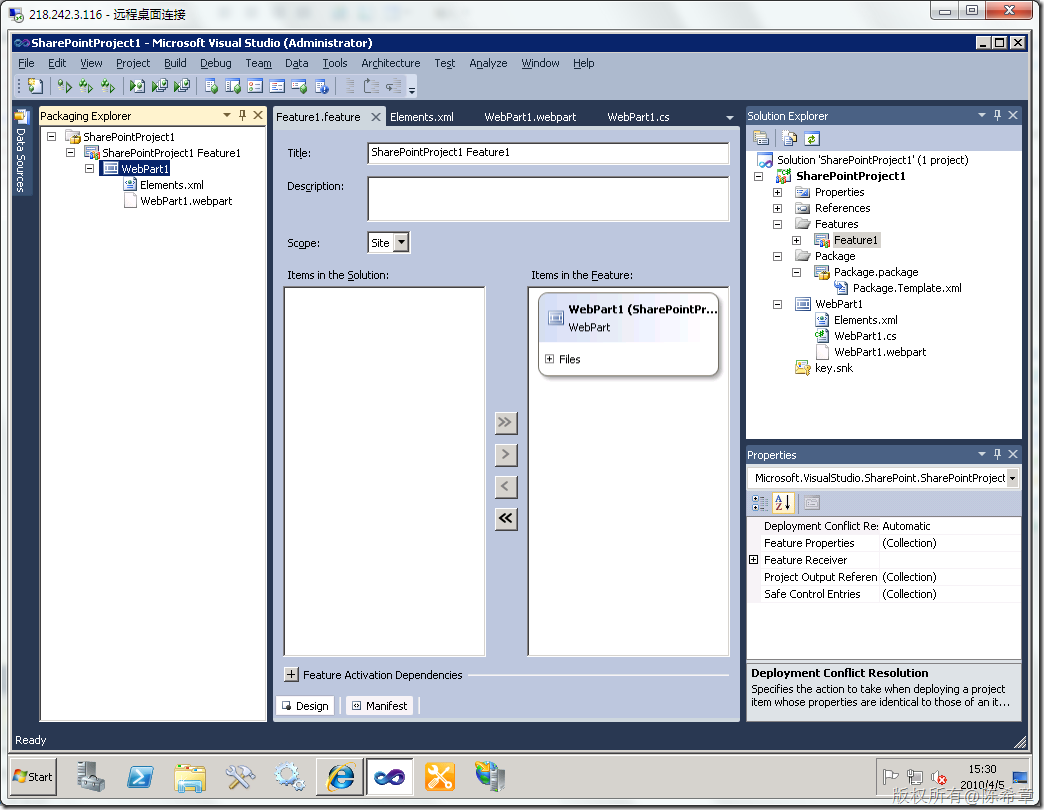 218.242.3.116 - 远程桌面连接
SharePointProject1 - Microsoft Visual Studio (Administrator)
File Edit View Project Build Debug Team Data Tools Architecture Test Analyze Window Help
Data Sources
Packaging Explorer
SharePointProject1
SharePointProject1 Feature1
WebPart1
Elements.xml
WebPart1.webpart
Feature1.feature Elements.xml WebPart1.webpart WebPart1.cs
Title: SharePointProject1 Feature1
Description:
Scope: Site
Items in the Solution: Items in the Feature:
WebPart1 (SharePointPr...
WebPart
Files
Feature Activation Dependencies
Design Manifest
Solution Explorer
Solution 'SharePointProject1' (1 project)
SharePointProject1
Properties
References
Features
Feature1
Package
Package.package
Package.Template.xml
WebPart1
Elements.xml
WebPart1.cs
WebPart1.webpart
key.snk
Properties
Microsoft.VisualStudio.SharePoint.SharePointProject
Deployment Conflict Re: Automatic
Feature Properties (Collection)
Feature Receiver
Project Output Referen (Collection)
Safe Control Entries (Collection)
Deployment Conflict Resolution
Specifies the action to take when deploying a project
item whose properties are identical to those of an it...
Ready
Start
15:30
2010/4/5
版权所有@陈希章